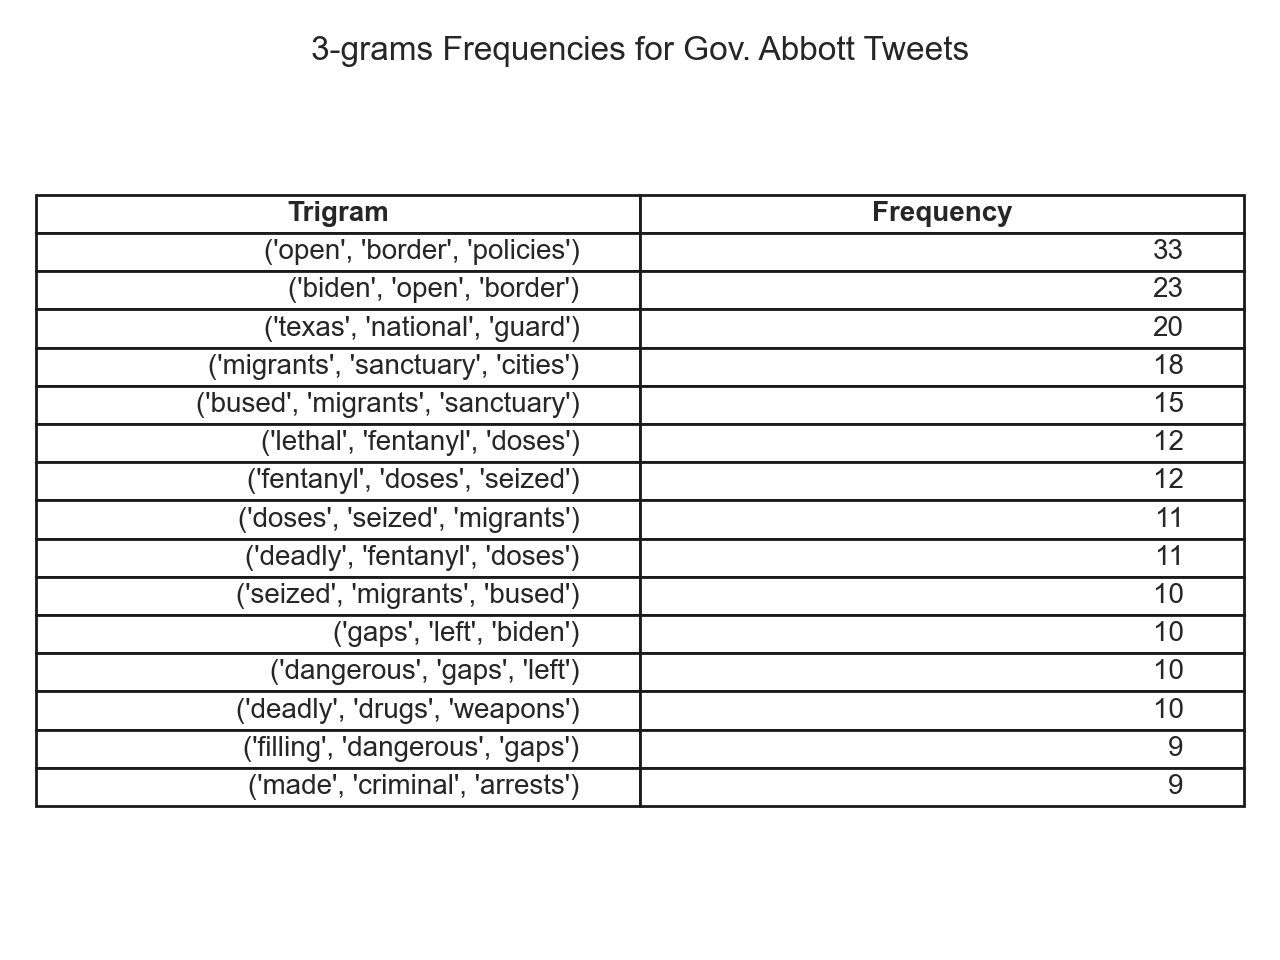 3-grams Frequencies for Gov. Abbott Tweets
Trigram Frequency
('open', 'border', 'policies') 33
('biden', 'open', 'border') 23
('texas', 'national', 'guard') 20
('migrants', 'sanctuary', 'cities') 18
('bused', 'migrants', 'sanctuary') 15
('lethal', 'fentanyl', 'doses') 12
('fentanyl', 'doses', 'seized') 12
('doses', 'seized', 'migrants') 11
('deadly', 'fentanyl', 'doses') 11
('seized', 'migrants', 'bused') 10
('gaps', 'left', 'biden') 10
('dangerous', 'gaps', 'left') 10
('deadly', 'drugs', 'weapons') 10
('filling', 'dangerous', 'gaps') 9
('made', 'criminal', 'arrests') 9